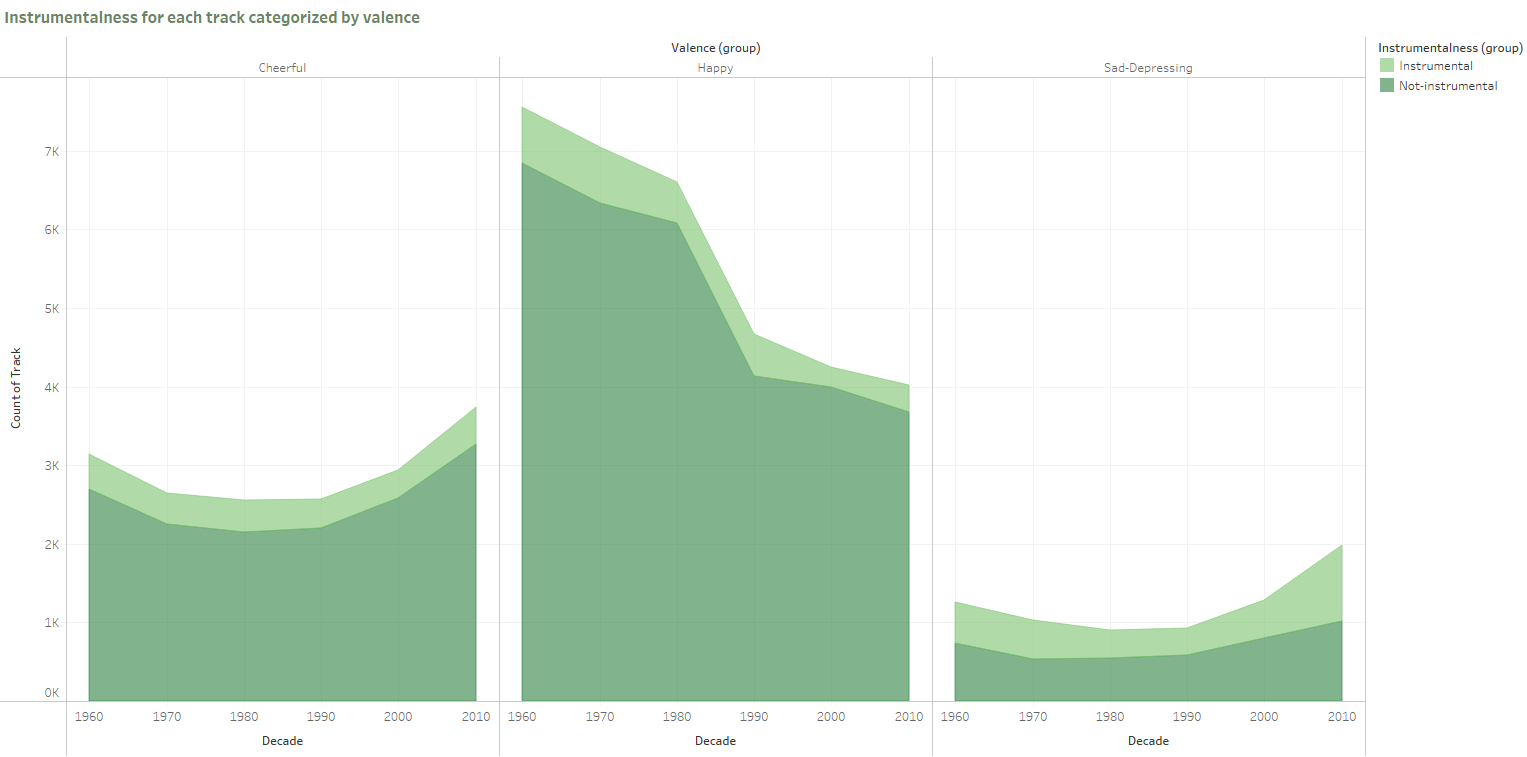 Instrumentalness for each track categorized by valence
Valence (group)
Cheerful
Happy
Sad-Depressing
Instrumentalness (group)
Instrumental
Not-instrumental
Count of Track
7K
6K
5K
4K
3K
2K
1K
0K
1960 1970 1980 1990 2000 2010
1960 1970 1980 1990 2000 2010
1960 1970 1980 1990 2000 2010
Decade
Decade
Decade